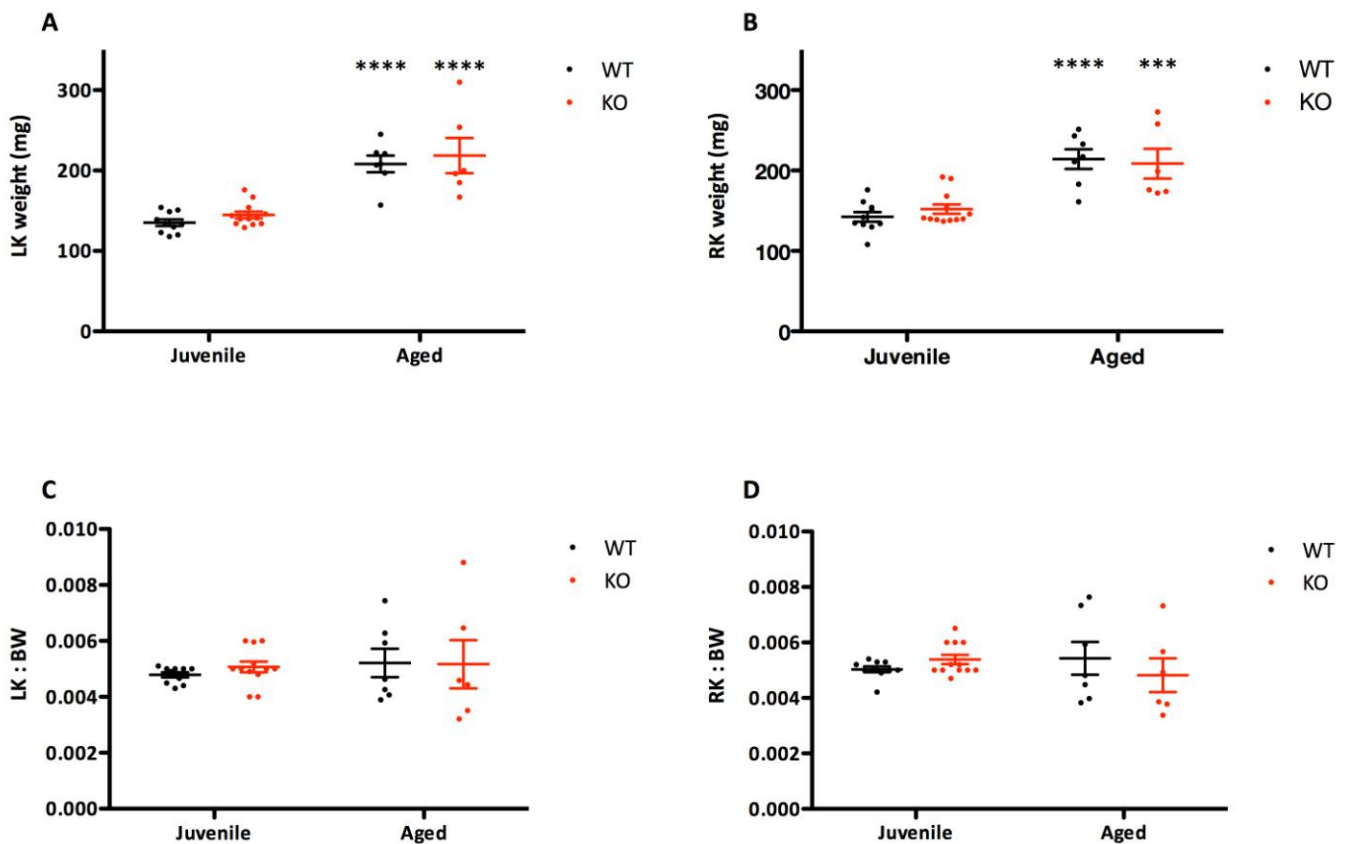 A
**** ****
WT
KO
LK weight (mg)
300
200
100
0
Juvenile Aged
B
**** ***
WT
KO
RK weight (mg)
300
200
100
0
Juvenile Aged
C
WT
KO
LK : BW
0.010
0.008
0.006
0.004
0.002
0.000
Juvenile Aged
D
WT
KO
RK : BW
0.010
0.008
0.006
0.004
0.002
0.000
Juvenile Aged